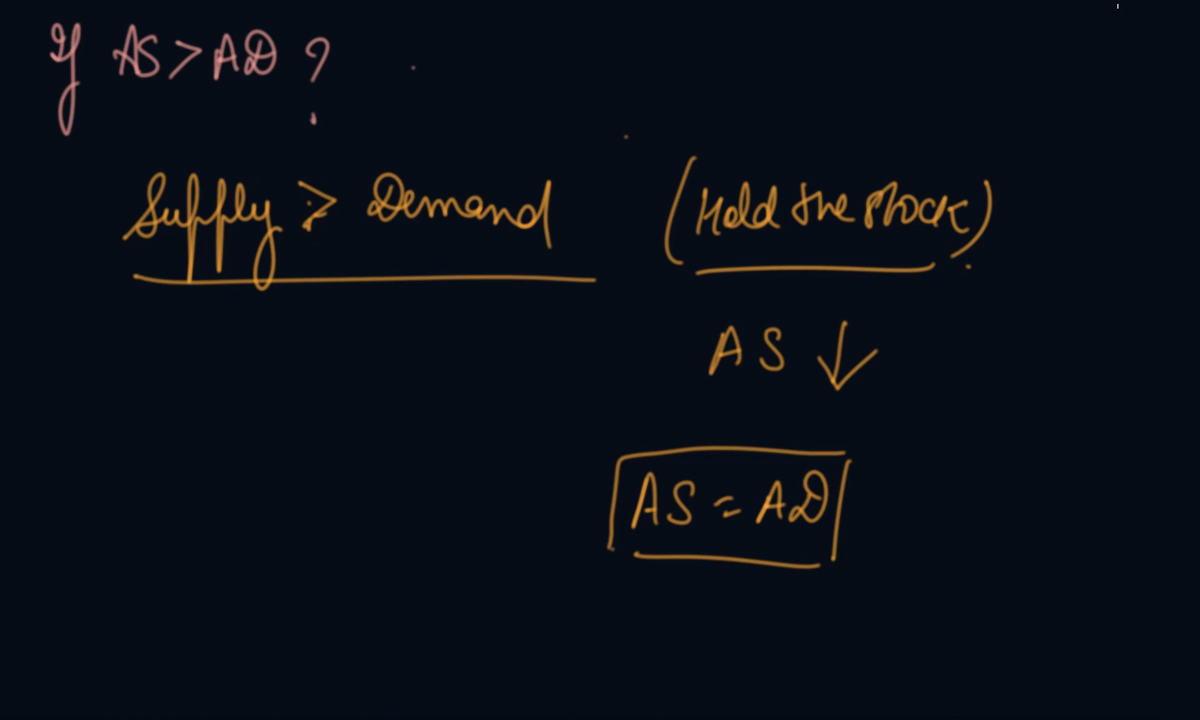 If AS > AD ?
Supply > Demand (Hold the stock)
AS ↓
AS = AD